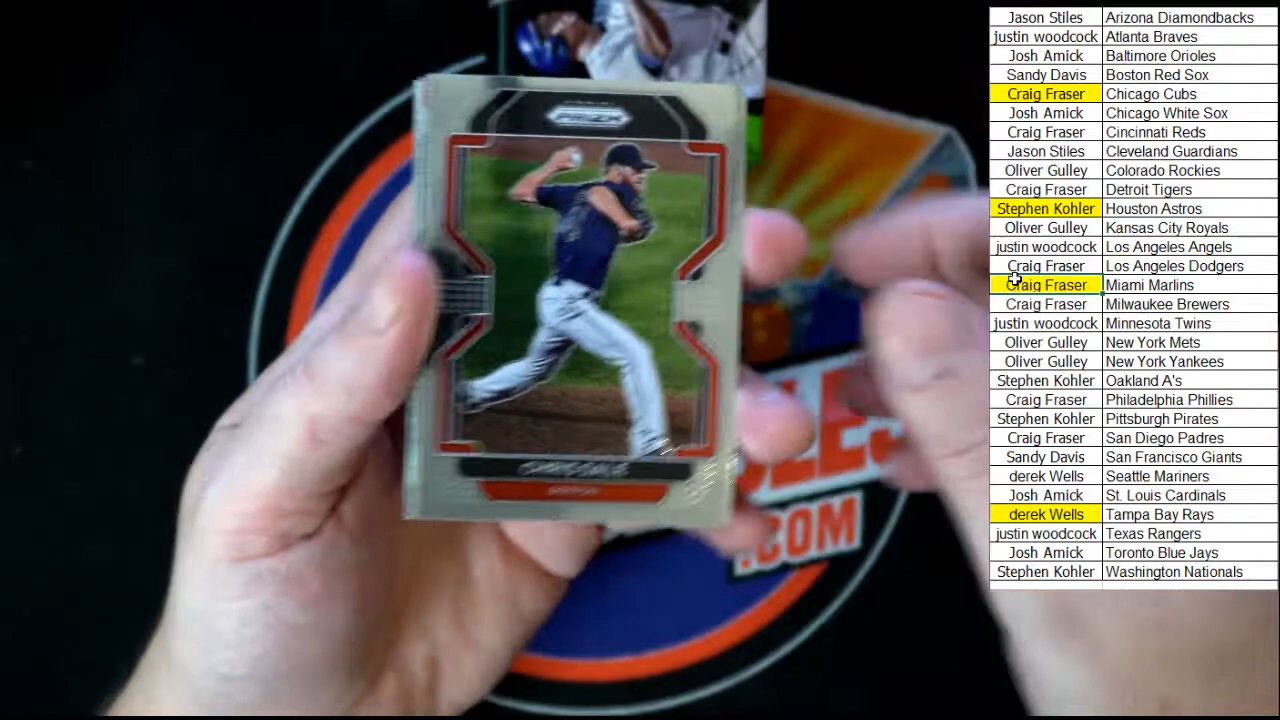 PRIZM
CHRIS SALE
BOSTON
.COM
Jason Stiles Arizona Diamondbacks
justin woodcock Atlanta Braves
Josh Amick Baltimore Orioles
Sandy Davis Boston Red Sox
Craig Fraser Chicago Cubs
Josh Amick Chicago White Sox
Craig Fraser Cincinnati Reds
Jason Stiles Cleveland Guardians
Oliver Gulley Colorado Rockies
Craig Fraser Detroit Tigers
Stephen Kohler Houston Astros
Oliver Gulley Kansas City Royals
justin woodcock Los Angeles Angels
Craig Fraser Los Angeles Dodgers
Craig Fraser Miami Marlins
Craig Fraser Milwaukee Brewers
justin woodcock Minnesota Twins
Oliver Gulley New York Mets
Oliver Gulley New York Yankees
Stephen Kohler Oakland A's
Craig Fraser Philadelphia Phillies
Stephen Kohler Pittsburgh Pirates
Craig Fraser San Diego Padres
Sandy Davis San Francisco Giants
derek Wells Seattle Mariners
Josh Amick St. Louis Cardinals
derek Wells Tampa Bay Rays
justin woodcock Texas Rangers
Josh Amick Toronto Blue Jays
Stephen Kohler Washington Nationals